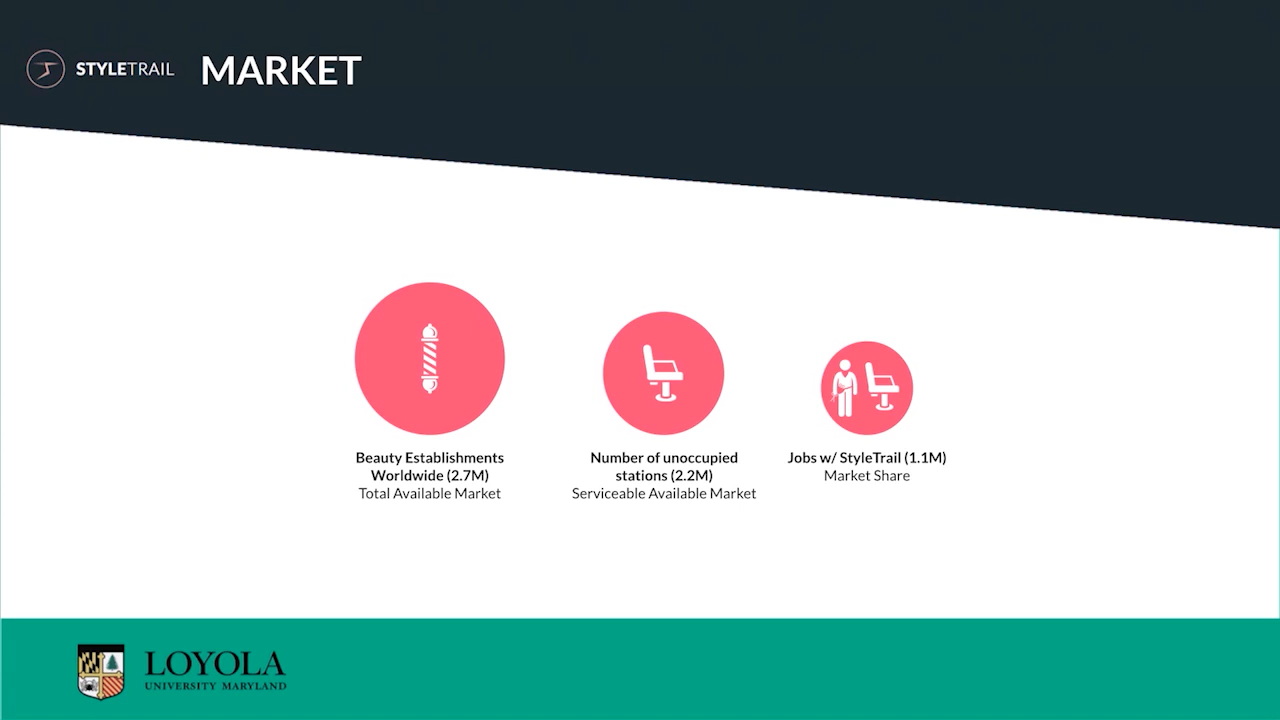 STYLETRAIL MARKET
Beauty Establishments
Worldwide (2.7M)
Total Available Market
Number of unoccupied
stations (2.2M)
Serviceable Available Market
Jobs w/ StyleTrail (1.1M)
Market Share
LOYOLA
UNIVERSITY MARYLAND